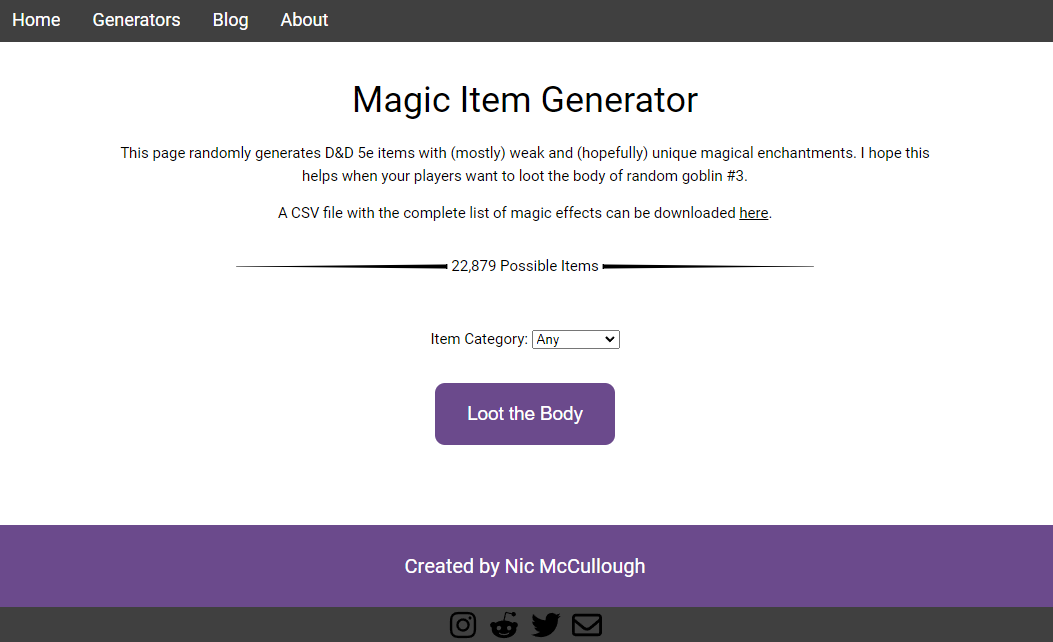 Home Generators Blog About
Magic Item Generator
This page randomly generates D&D 5e items with (mostly) weak and (hopefully) unique magical enchantments. I hope this
helps when your players want to loot the body of random goblin #3.
A CSV file with the complete list of magic effects can be downloaded here.
22,879 Possible Items
Item Category: Any
Loot the Body
Created by Nic McCullough